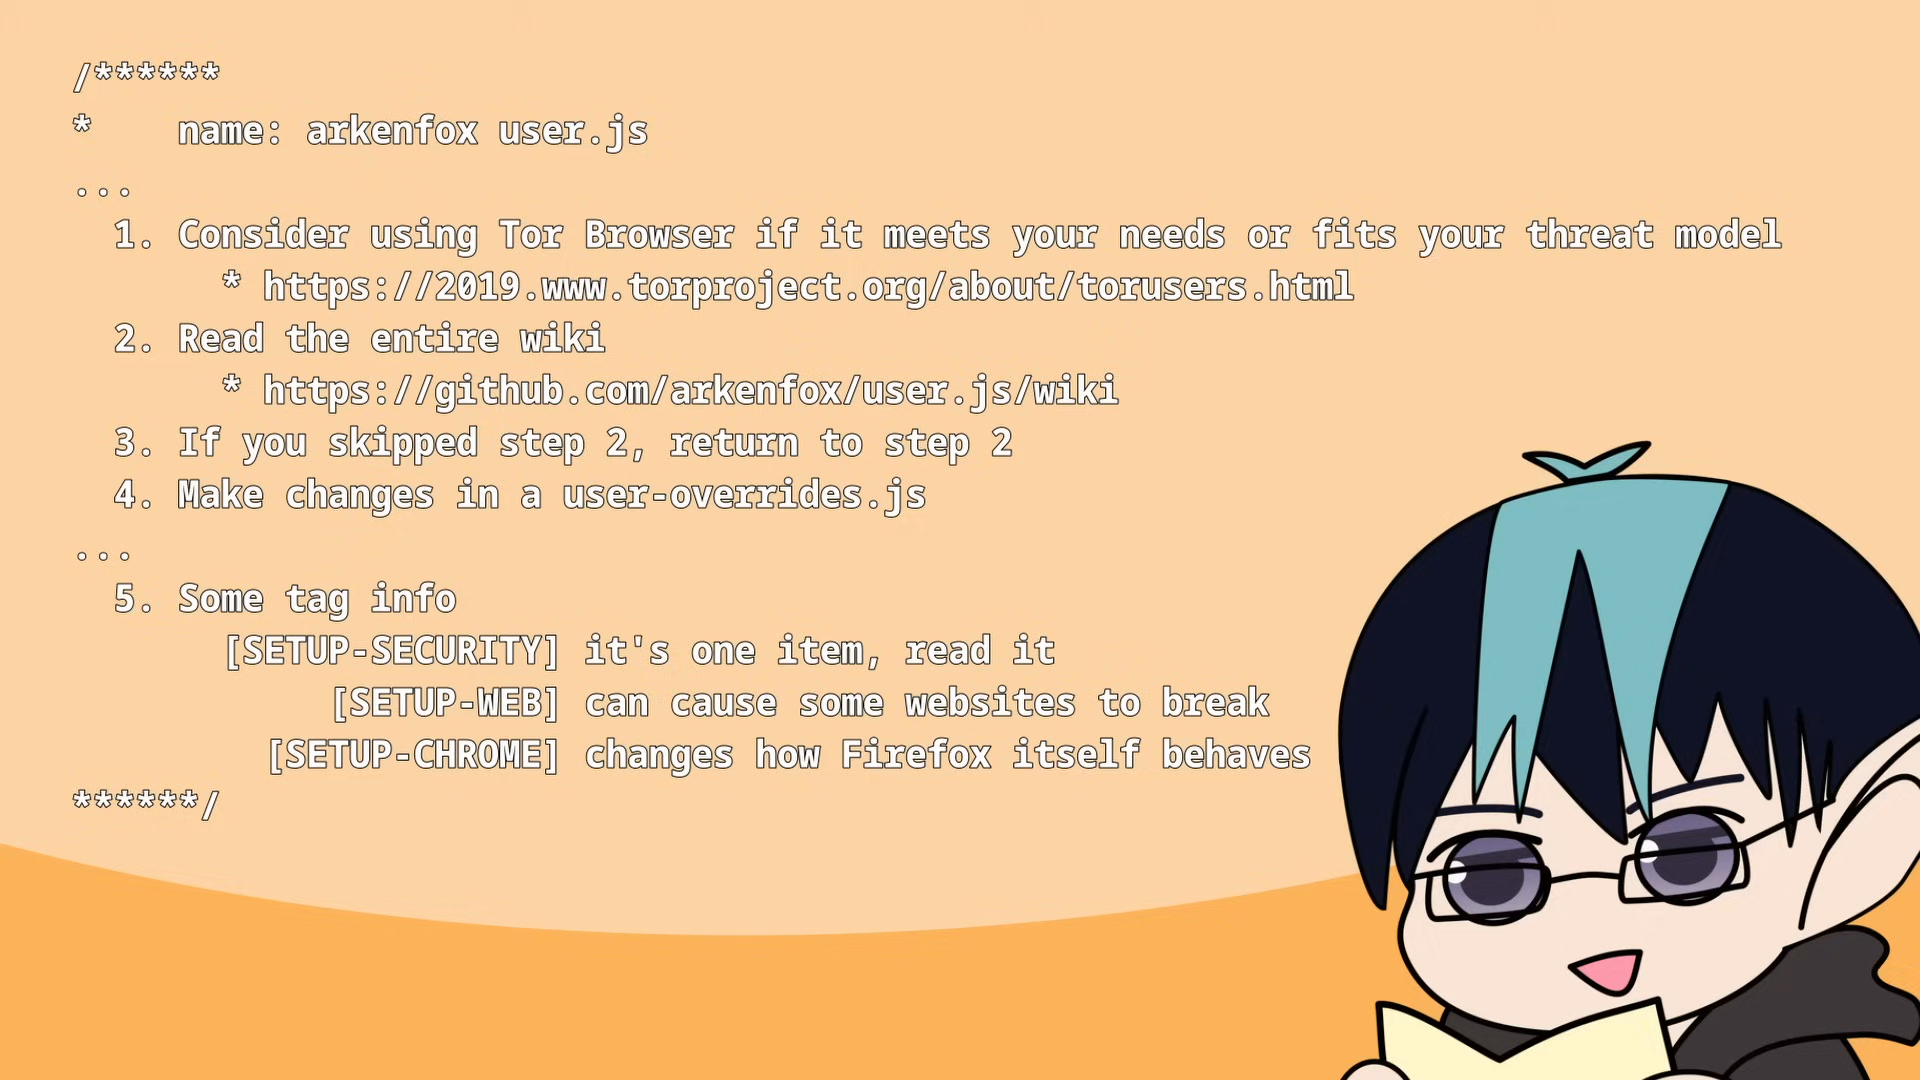 /******
*    name: arkenfox user.js
...
  1. Consider using Tor Browser if it meets your needs or fits your threat model
       * https://2019.www.torproject.org/about/torusers.html
  2. Read the entire wiki
       * https://github.com/arkenfox/user.js/wiki
  3. If you skipped step 2, return to step 2
  4. Make changes in a user-overrides.js
...
  5. Some tag info
       [SETUP-SECURITY] it's one item, read it
            [SETUP-WEB] can cause some websites to break
         [SETUP-CHROME] changes how Firefox itself behaves
******/